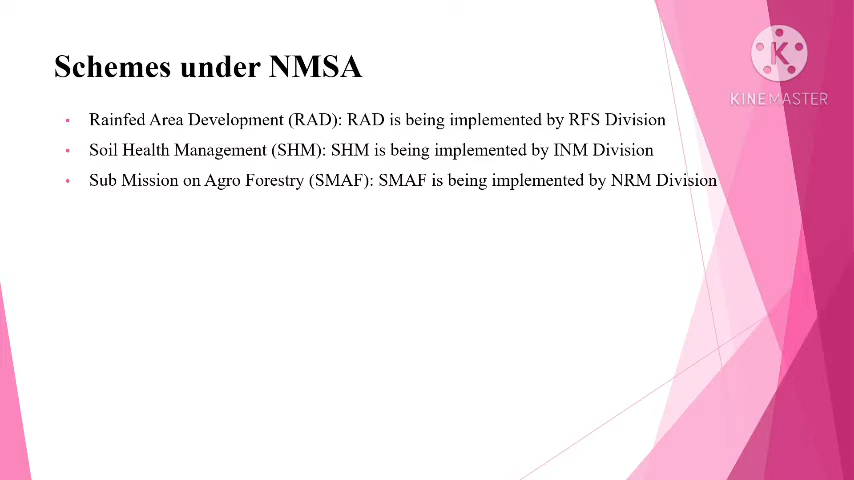 Schemes under NMSA
Rainfed Area Development (RAD): RAD is being implemented by RFS Division
Soil Health Management (SHM): SHM is being implemented by INM Division
Sub Mission on Agro Forestry (SMAF): SMAF is being implemented by NRM Division
K
KINEMASTER